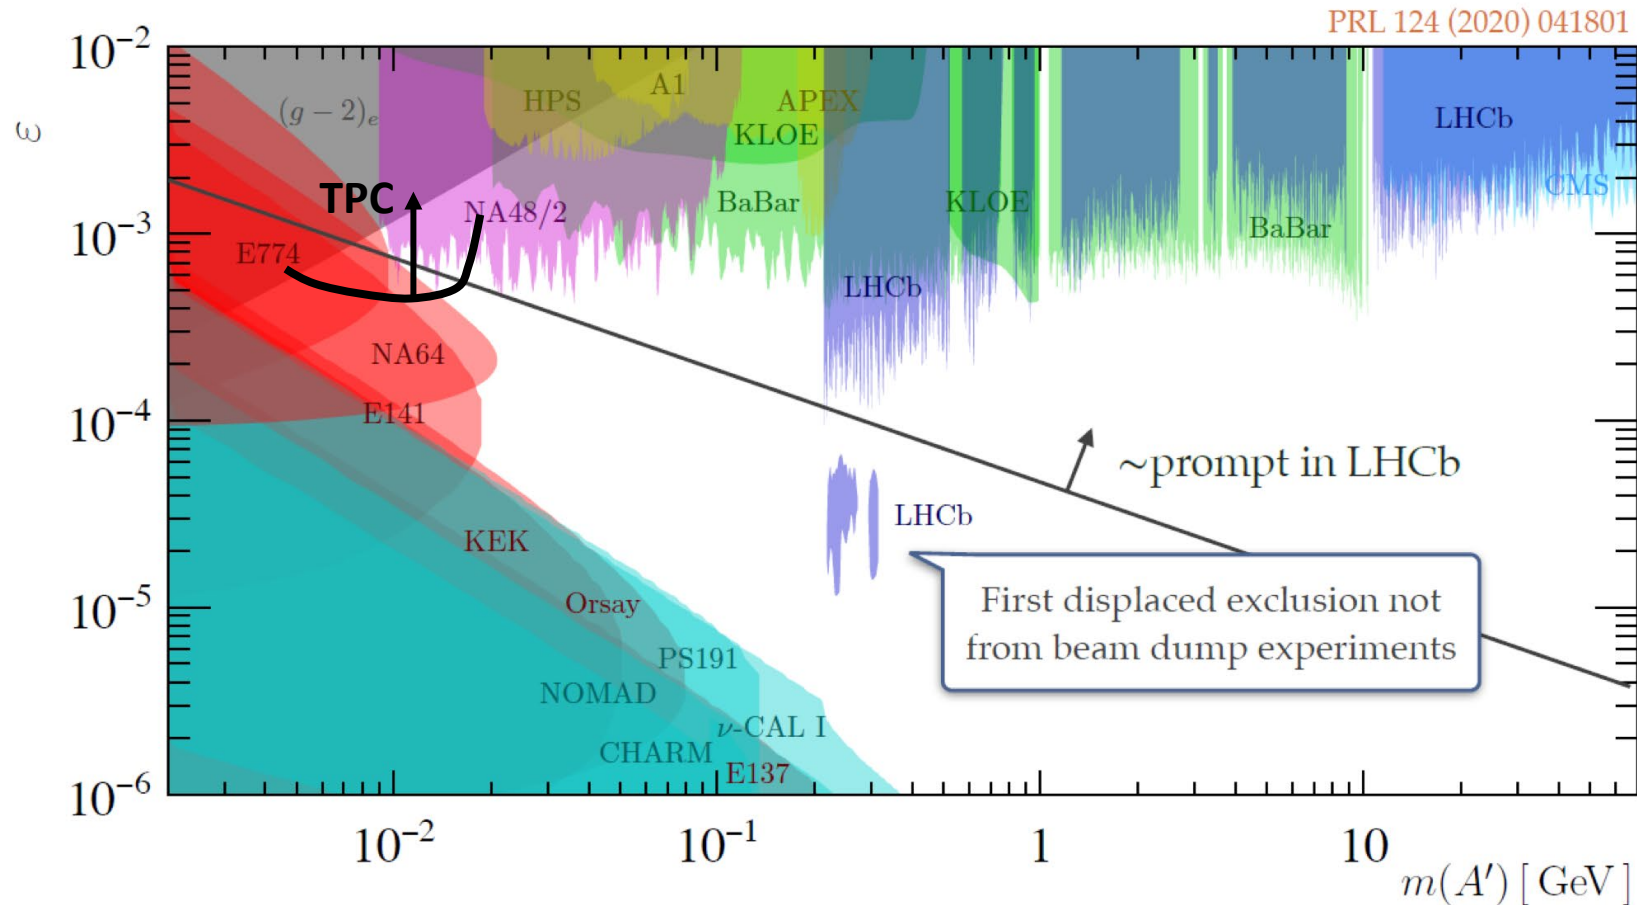 PRL 124 (2020) 041801
10⁻²
ε
(g − 2)ₑ
HPS
A1
APEX
KLOE
LHCb
CMS
TPC
NA48/2
BaBar
KLOE
BaBar
10⁻³
E774
LHCb
NA64
E141
10⁻⁴
~prompt in LHCb
KEK
LHCb
First displaced exclusion not
from beam dump experiments
10⁻⁵
Orsay
PS191
NOMAD
ν-CAL I
CHARM
E137
10⁻⁶
10⁻² 10⁻¹ 1 10
m(A′) [ GeV ]